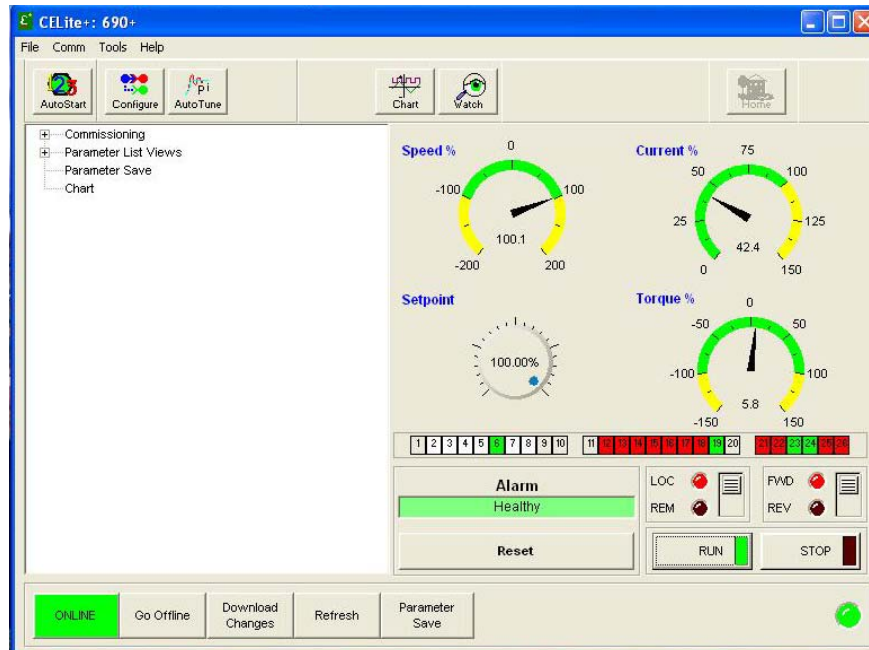 CELite+: 690+
File Comm Tools Help
AutoStart Configure AutoTune Chart Watch Home
Commissioning
Parameter List Views
Parameter Save
Chart
Speed %
0
-100 100
100.1
-200 200
Current %
75
50 100
25 125
42.4
0 150
Setpoint
100.00%
Torque %
0
-50 50
-100 100
5.8
-150 150
1 2 3 4 5 6 7 8 9 10 11 12 13 14 15 16 17 18 19 20 21 22 23 24 25 26
Alarm
Healthy
Reset
LOC
REM
FWD
REV
RUN STOP
ONLINE
Go Offline
Download
Changes
Refresh
Parameter
Save